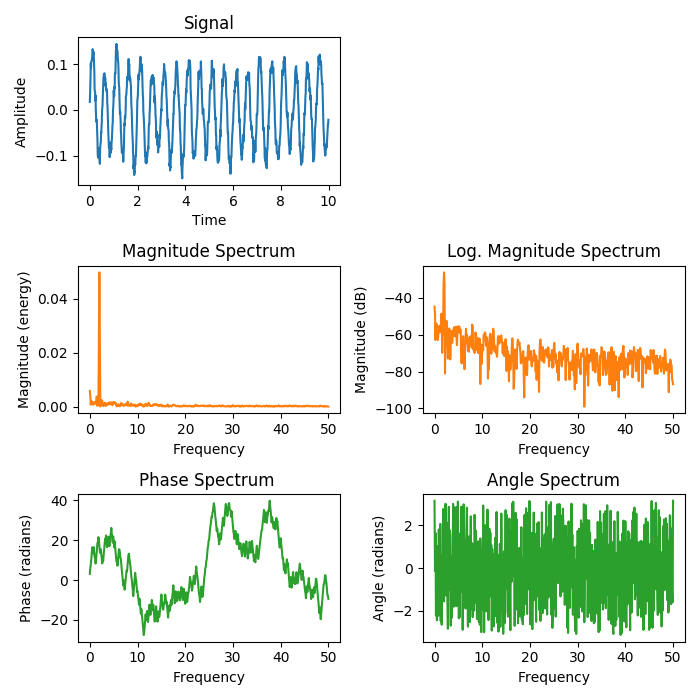 Signal
0.1
0.0
−0.1
Amplitude
0 2 4 6 8 10
Time
Magnitude Spectrum
0.04
0.02
0.00
Magnitude (energy)
0 10 20 30 40 50
Frequency
Log. Magnitude Spectrum
−40
−60
−80
−100
Magnitude (dB)
0 10 20 30 40 50
Frequency
Phase Spectrum
40
20
0
−20
Phase (radians)
0 10 20 30 40 50
Frequency
Angle Spectrum
2
0
−2
Angle (radians)
0 10 20 30 40 50
Frequency